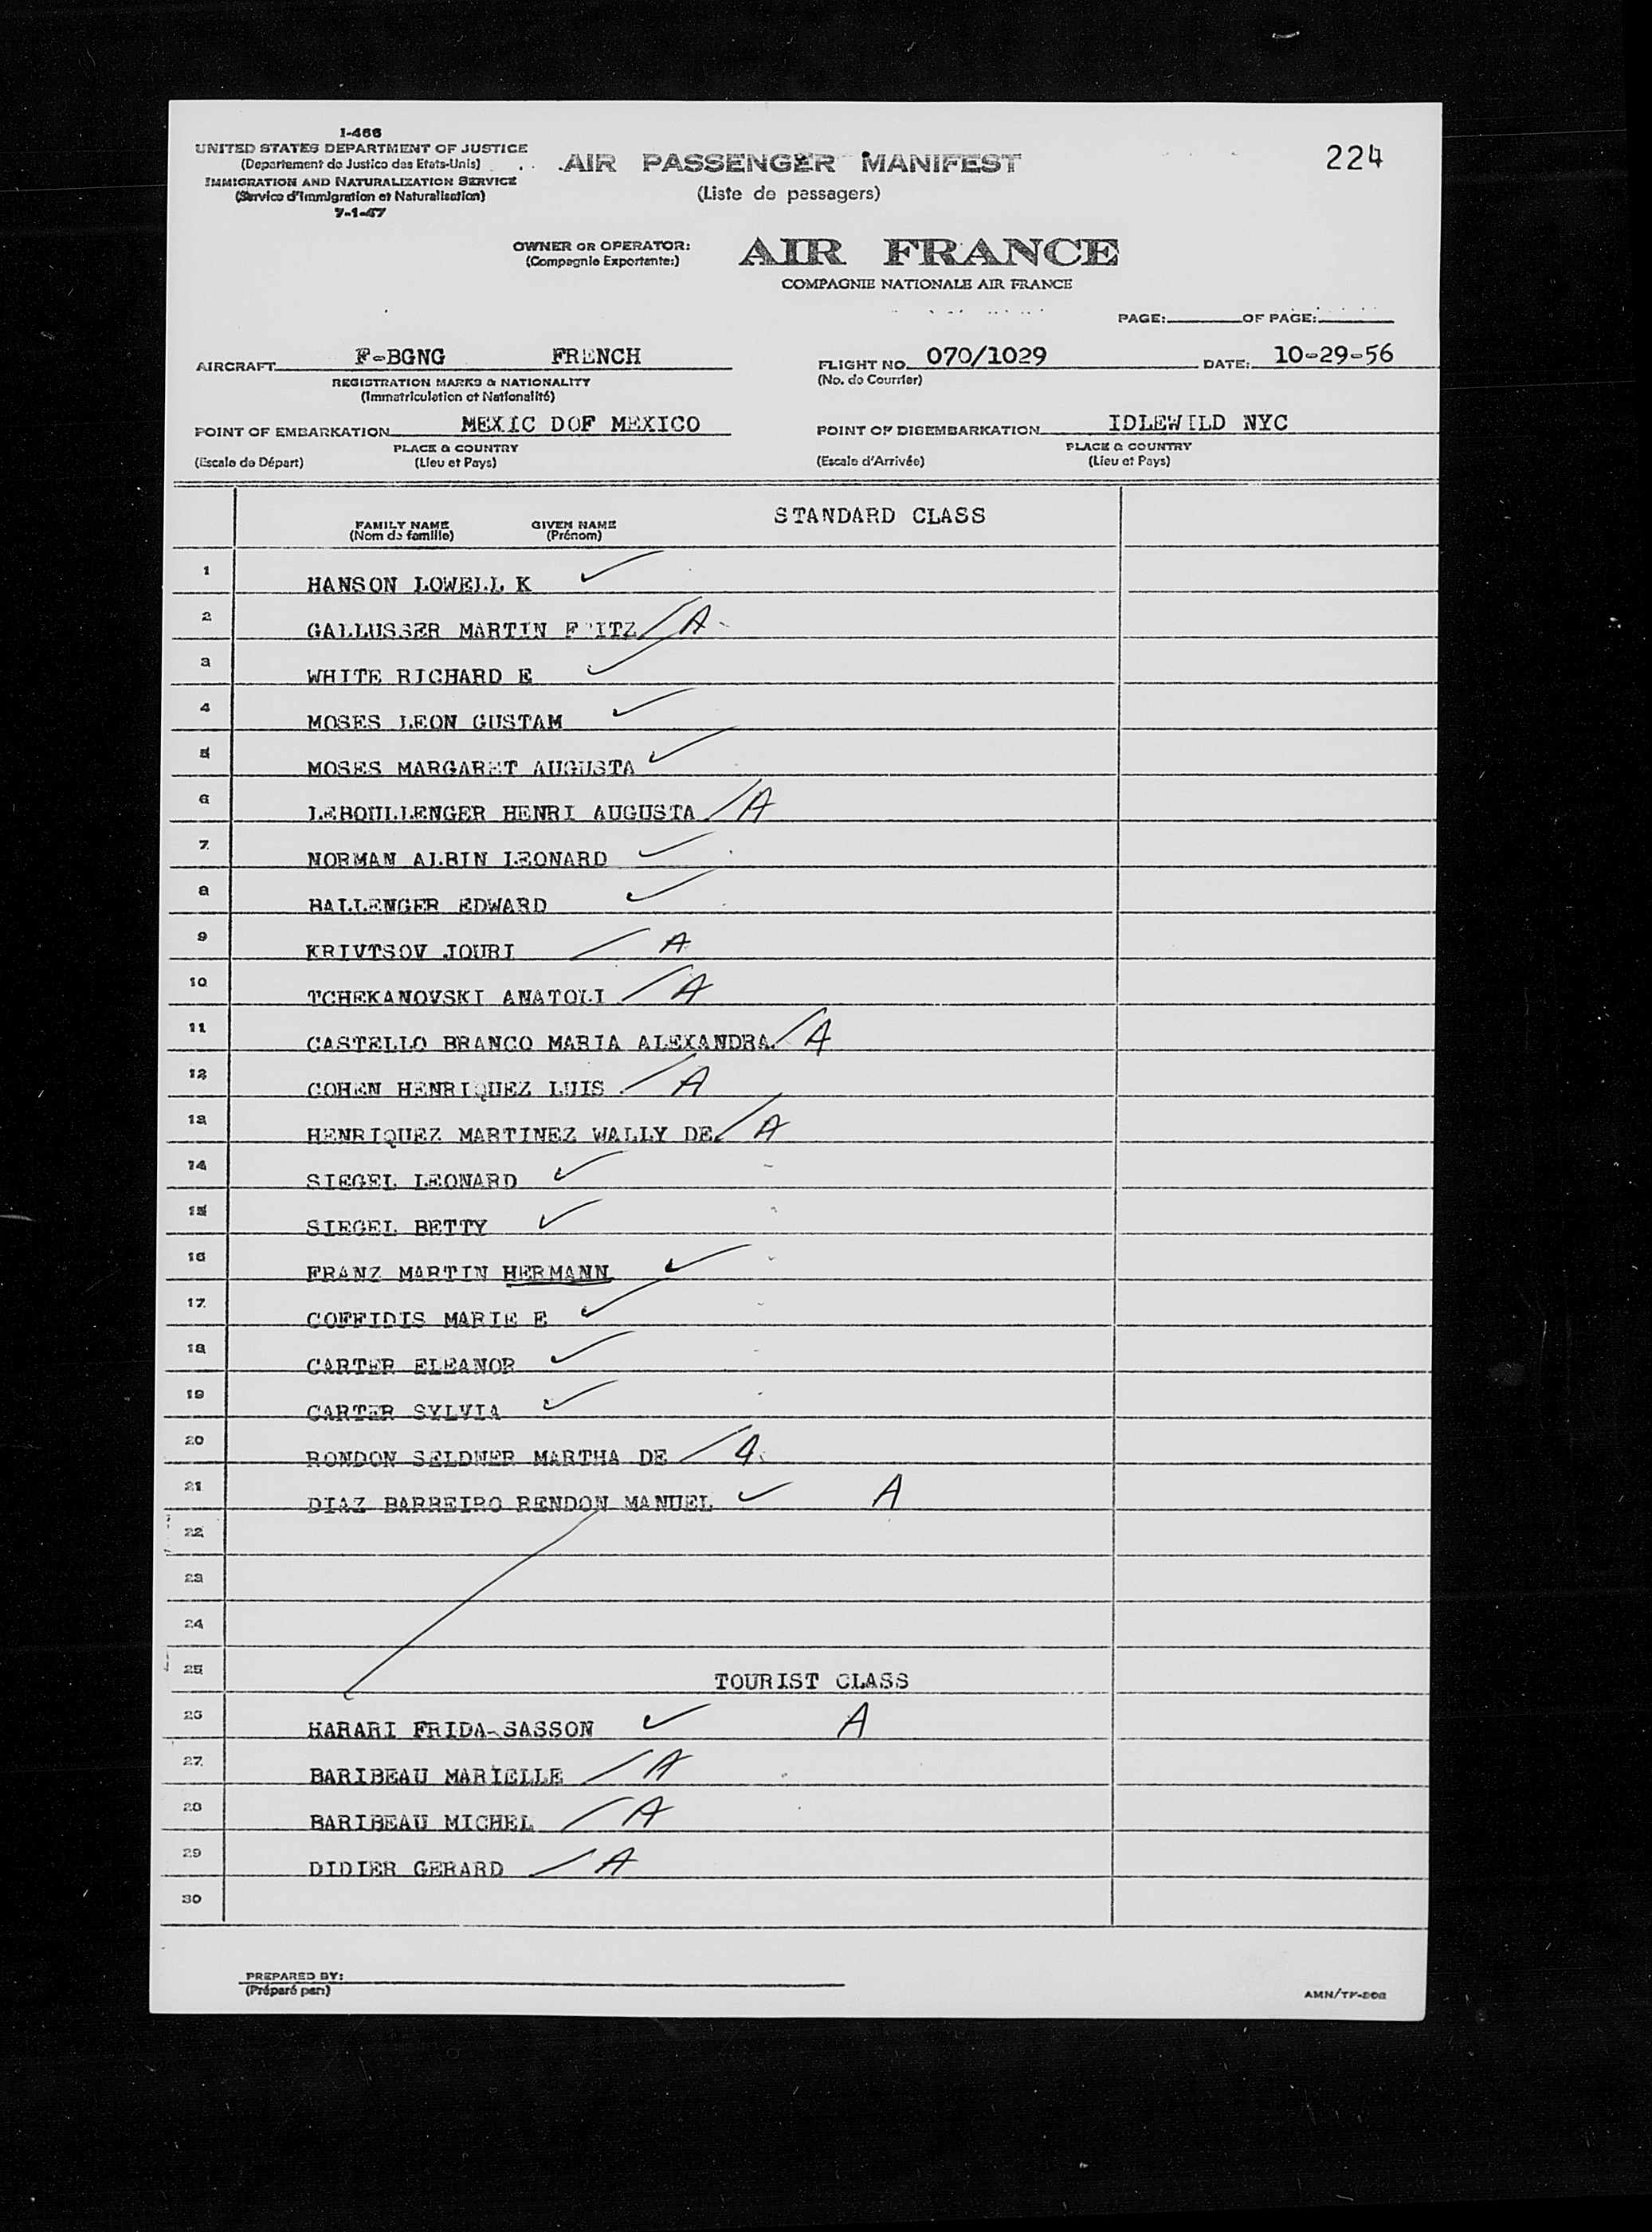 I-466
UNITED STATES DEPARTMENT OF JUSTICE
(Departement de Justice des Etats-Unis)
IMMIGRATION AND NATURALIZATION SERVICE
(Service d'Immigration et Naturalisation)
7-1-47
AIR PASSENGER MANIFEST
(Liste de passagers)
224
OWNER OR OPERATOR: AIR FRANCE
(Compagnie Exportante:)
COMPAGNIE NATIONALE AIR FRANCE
PAGE: OF PAGE:
AIRCRAFT F-BGNG FRENCH FLIGHT NO. 070/1029 DATE: 10-29-56
REGISTRATION MARKS & NATIONALITY (No. de Courrier)
(Immatriculation et Nationalité)
POINT OF EMBARKATION MEXIC DOF MEXICO POINT OF DISEMBARKATION IDLEWILD NYC
PLACE & COUNTRY PLACE & COUNTRY
(Escale de Départ) (Lieu et Pays) (Escale d'Arrivée) (Lieu et Pays)
STANDARD CLASS
FAMILY NAME GIVEN NAME
(Nom de famille) (Prénom)
1 HANSON LOWELL K ✓
2 GALLUSSER MARTIN F ITZ / A
3 WHITE RICHARD E ✓
4 MOSES LEON GUSTAM ✓
5 MOSES MARGARET AUGUSTA ✓
6 LEBOULLENGER HENRI AUGUSTA / A
7 NORMAN ALBIN LEONARD ✓
8 BALLENGER EDWARD ✓
9 KRIVTSOV JOURI / A
10 TCHEKANOVSKI ANATOLI / A
11 CASTELLO BRANCO MARIA ALEXANDRA / A
12 COHEN HENRIQUEZ LUIS / A
13 HENRIQUEZ MARTINEZ WALLY DE / A
14 SIEGEL LEONARD ✓
15 SIEGEL BETTY ✓
16 FRANZ MARTIN HERMANN ✓
17 COFFIDIS MARIE E ✓
18 CARTER ELEANOR ✓
19 CARTER SYLVIA ✓
20 RONDON SELDNER MARTHA DE / A
21 DIAZ BARREIRO RENDON MANUEL ✓ A
22
23
24
25 TOURIST CLASS
26 HARARI FRIDA-SASSON ✓ A
27 BARIBEAU MARIELLE / A
28 BARIBEAU MICHEL / A
29 DIDIER GERARD / A
30
PREPARED BY:
(Préparé par:)